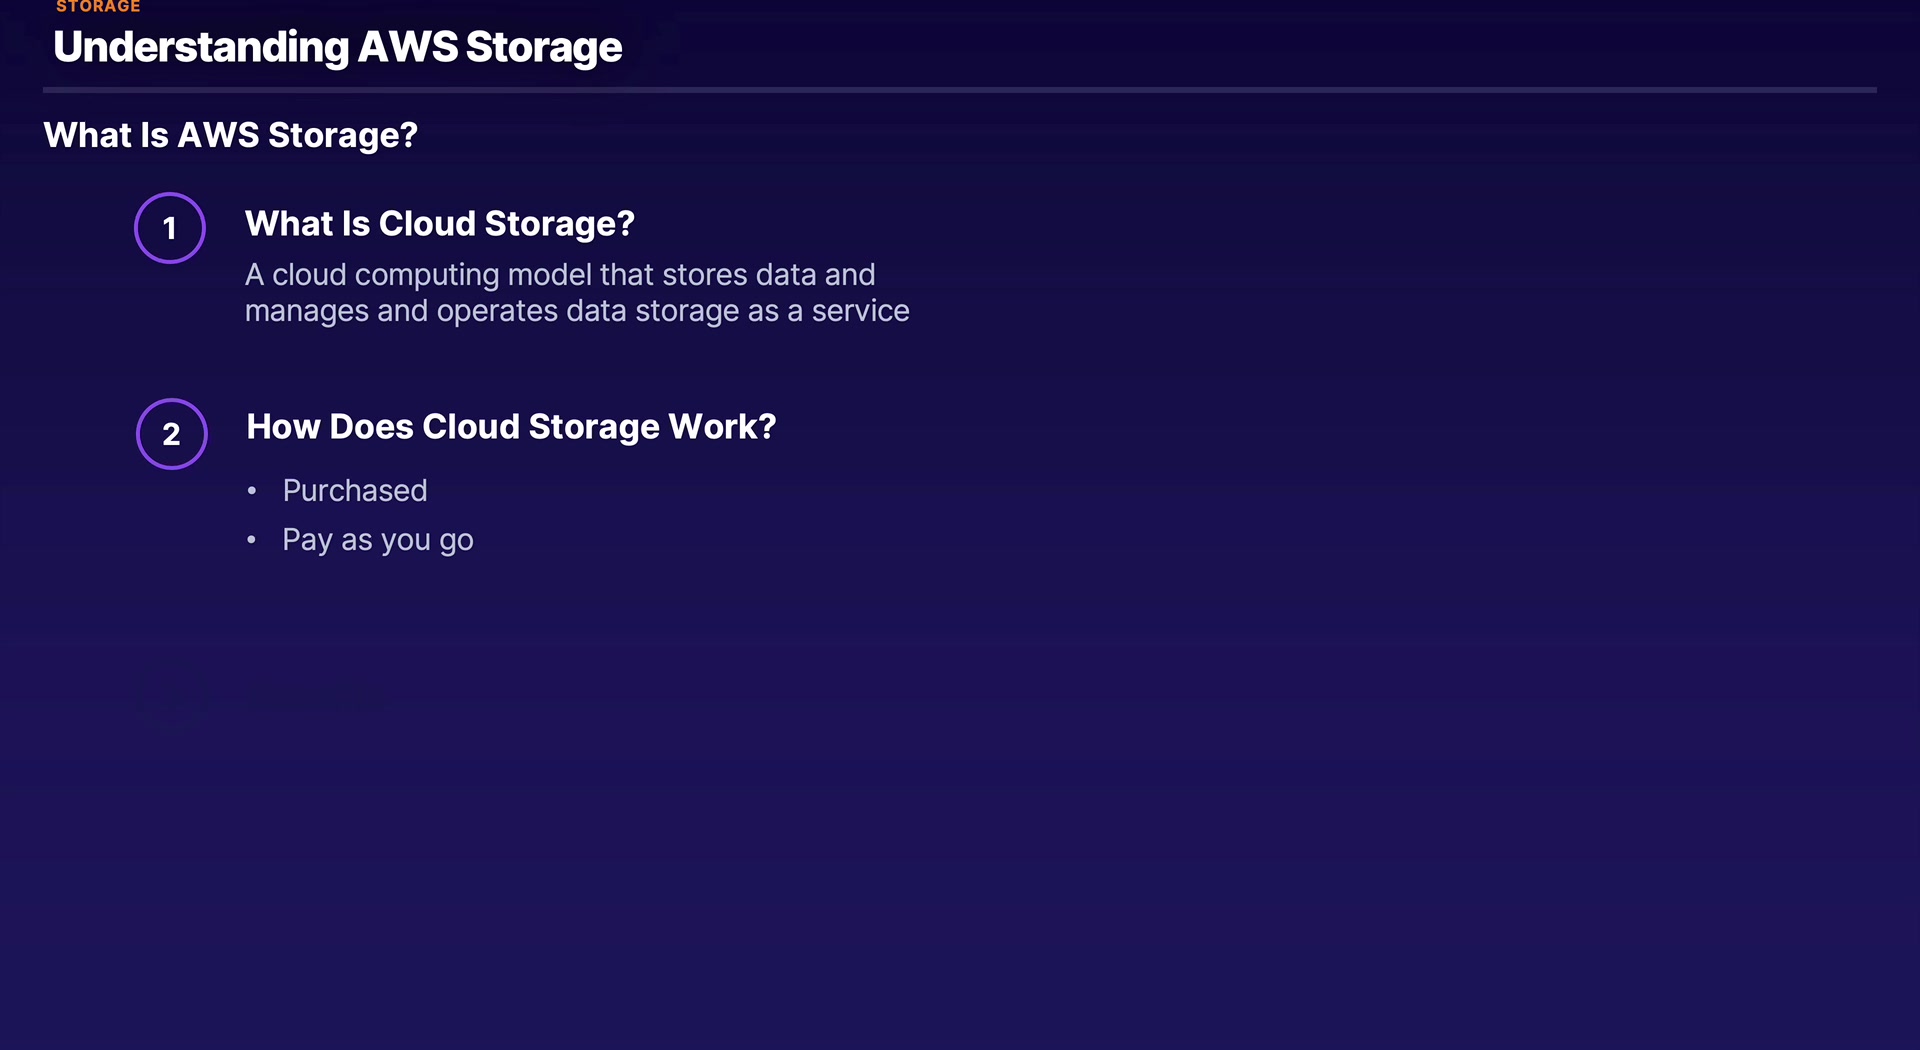 STORAGE
Understanding AWS Storage
What Is AWS Storage?
1
What Is Cloud Storage?
A cloud computing model that stores data and
manages and operates data storage as a service
2
How Does Cloud Storage Work?
• Purchased
• Pay as you go